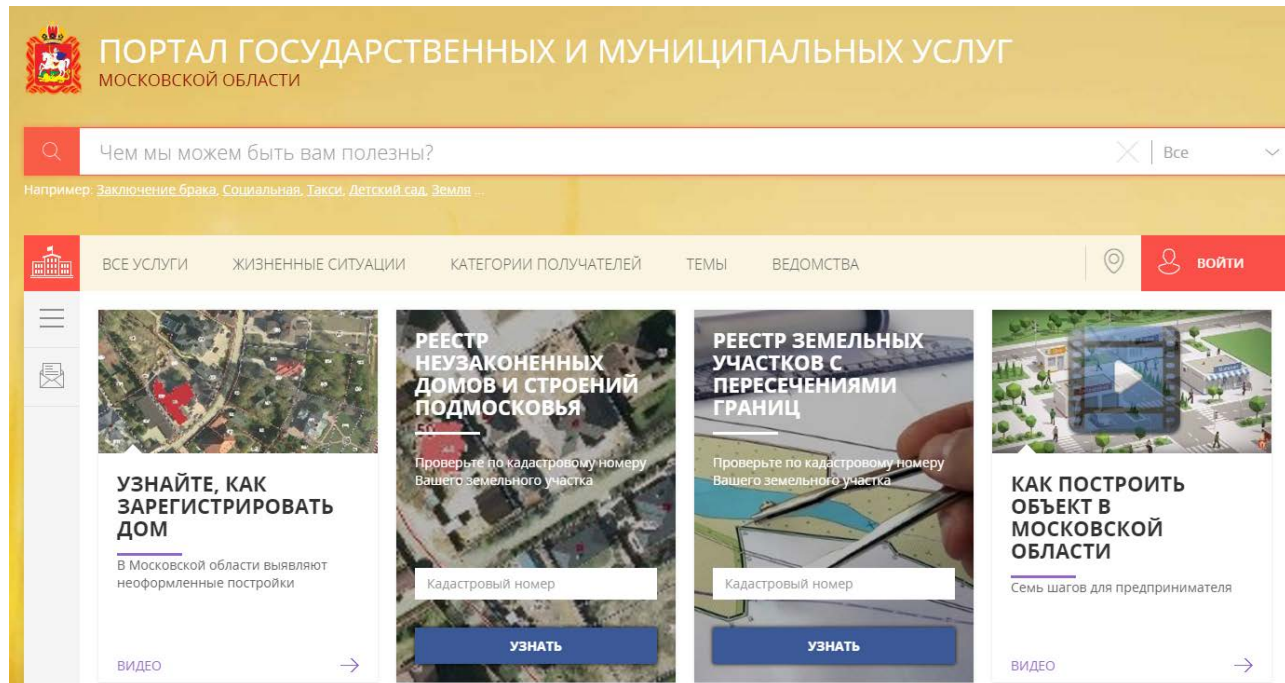 ПОРТАЛ ГОСУДАРСТВЕННЫХ И МУНИЦИПАЛЬНЫХ УСЛУГ
МОСКОВСКОЙ ОБЛАСТИ
Чем мы можем быть вам полезны?
Все
Например: Заключение брака, Социальная, Такси, Детский сад, Земля ...
ВСЕ УСЛУГИ ЖИЗНЕННЫЕ СИТУАЦИИ КАТЕГОРИИ ПОЛУЧАТЕЛЕЙ ТЕМЫ ВЕДОМСТВА ВОЙТИ
УЗНАЙТЕ, КАК
ЗАРЕГИСТРИРОВАТЬ
ДОМ
В Московской области выявляют
неоформленные постройки
ВИДЕО
РЕЕСТР
НЕУЗАКОНЕННЫХ
ДОМОВ И СТРОЕНИЙ
ПОДМОСКОВЬЯ
Проверьте по кадастровому номеру
Вашего земельного участка
Кадастровый номер
УЗНАТЬ
РЕЕСТР ЗЕМЕЛЬНЫХ
УЧАСТКОВ С
ПЕРЕСЕЧЕНИЯМИ
ГРАНИЦ
Проверьте по кадастровому номеру
Вашего земельного участка
Кадастровый номер
УЗНАТЬ
КАК ПОСТРОИТЬ
ОБЪЕКТ В
МОСКОВСКОЙ
ОБЛАСТИ
Семь шагов для предпринимателя
ВИДЕО